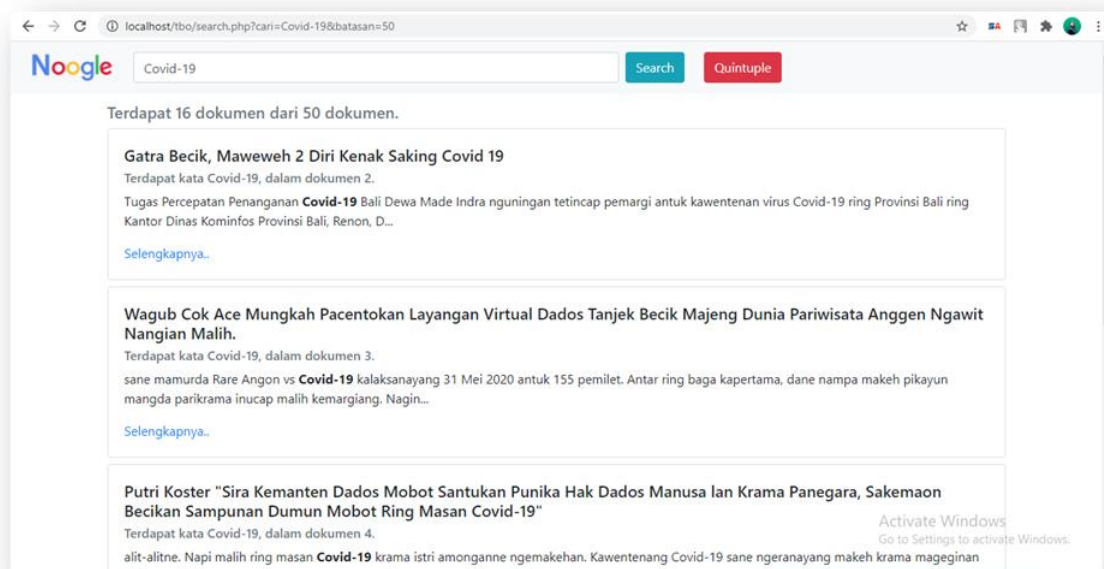 localhost/tbo/search.php?cari=Covid-19&batasan=50
Noogle
Covid-19
Search
Quintuple
Terdapat 16 dokumen dari 50 dokumen.
Gatra Becik, Maweweh 2 Diri Kenak Saking Covid 19
Terdapat kata Covid-19, dalam dokumen 2.
Tugas Percepatan Penanganan Covid-19 Bali Dewa Made Indra nguningan tetincap pemargi antuk kawentenan virus Covid-19 ring Provinsi Bali ring
Kantor Dinas Kominfos Provinsi Bali, Renon, D...
Selengkapnya..
Wagub Cok Ace Mungkah Pacentokan Layangan Virtual Dados Tanjek Becik Majeng Dunia Pariwisata Anggen Ngawit
Nangian Malih.
Terdapat kata Covid-19, dalam dokumen 3.
sane mamurda Rare Angon vs Covid-19 kalaksanayang 31 Mei 2020 antuk 155 pemilet. Antar ring baga kapertama, dane nampa makeh pikayun
mangda parikrama inucap malih kemargiang. Nagin...
Selengkapnya..
Putri Koster "Sira Kemanten Dados Mobot Santukan Punika Hak Dados Manusa lan Krama Panegara, Sakemaon
Becikan Sampunan Dumun Mobot Ring Masan Covid-19"
Terdapat kata Covid-19, dalam dokumen 4.
alit-alitne. Napi malih ring masan Covid-19 krama istri amonganne ngemakehan. Kawentenang Covid-19 sane ngeranayang makeh krama mageginan
Activate Windows
Go to Settings to activate Windows.